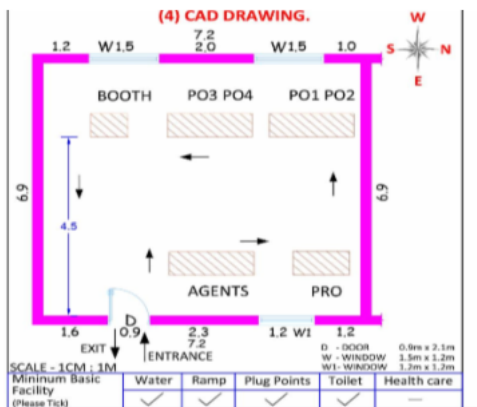 (4) CAD DRAWING.
W
S N
E
7.2
1.2 W1.5 2.0 W1.5 1.0
BOOTH PO3 PO4 PO1 PO2
6.9 6.9
4.5
AGENTS PRO
D
1.6 0.9 2.3 1.2 W1 1.2
7.2
EXIT ENTRANCE
D - DOOR 0.9m x 2.1m
W - WINDOW 1.5m x 1.2m
W1- WINDOW 1.2m x 1.2m
SCALE - 1CM : 1M
Mininum Basic Facility (Please Tick) Water Ramp Plug Points Toilet Health care